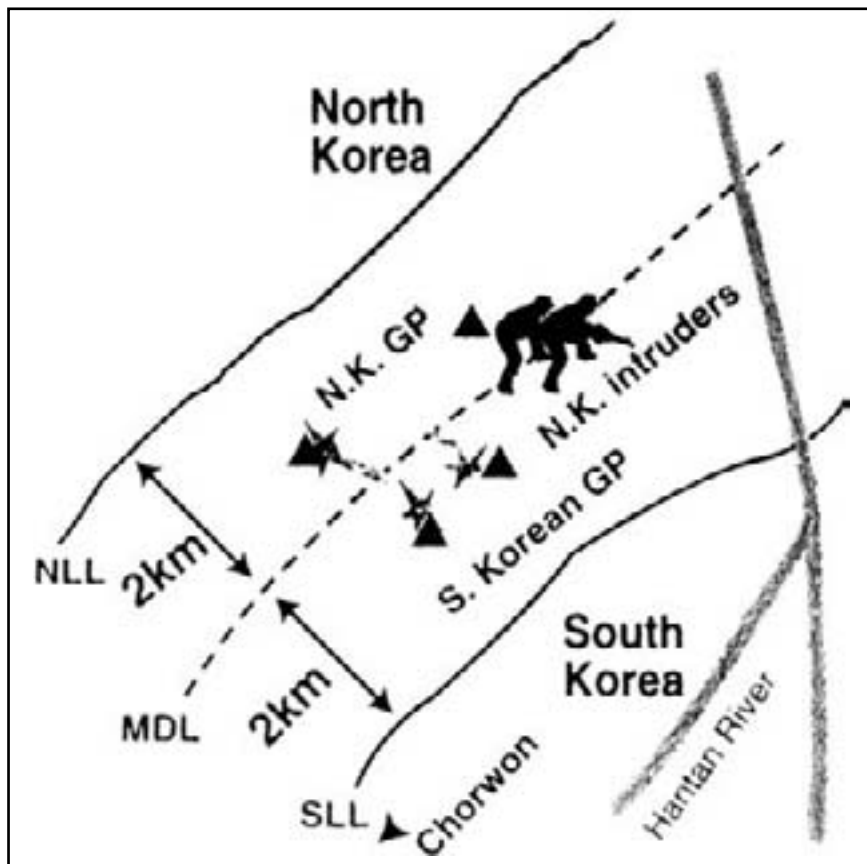 North
Korea
N.K. GP
N.K. intruders
NLL
2km
S. Korean GP
MDL
2km
South
Korea
SLL
Chorwon
Hantan River